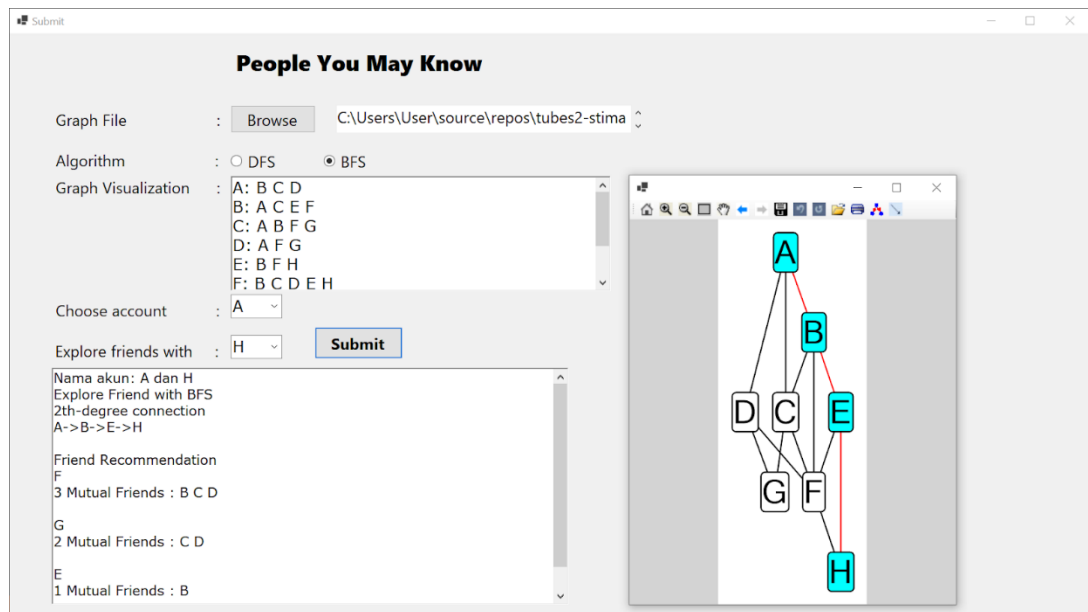 Submit
People You May Know
Graph File : Browse C:\Users\User\source\repos\tubes2-stima
Algorithm : DFS BFS
Graph Visualization :
A: B C D
B: A C E F
C: A B F G
D: A F G
E: B F H
F: B C D E H
Choose account : A
Explore friends with : H Submit
Nama akun: A dan H
Explore Friend with BFS
2th-degree connection
A->B->E->H
Friend Recommendation
F
3 Mutual Friends : B C D
G
2 Mutual Friends : C D
E
1 Mutual Friends : B
A
B
D C E
G F
H